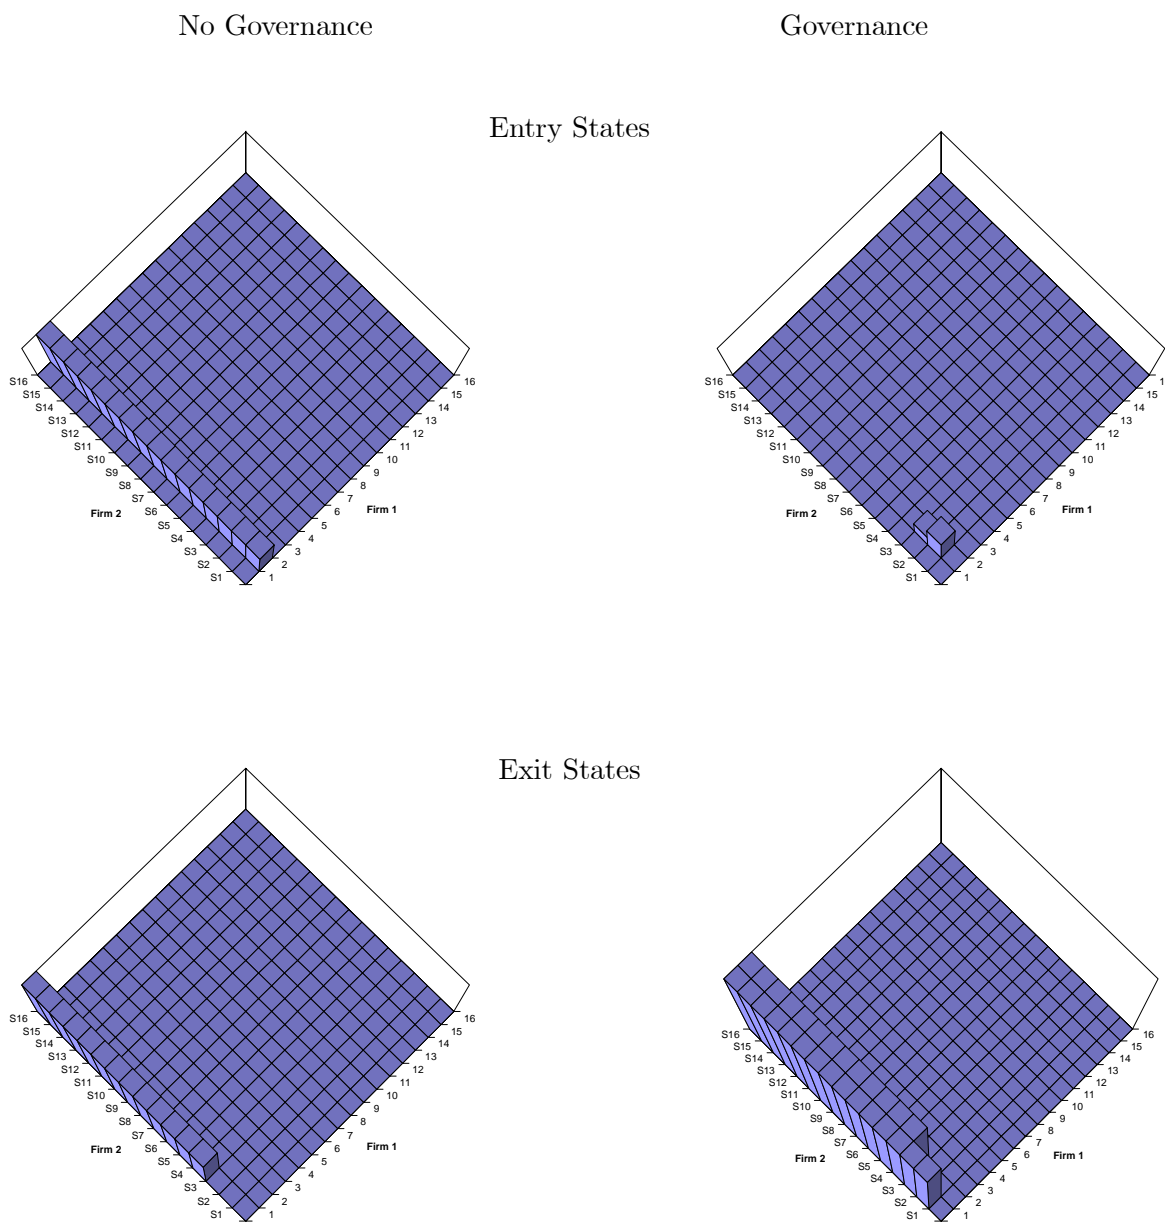 No Governance
Governance
Entry States
S16
S15
S14
S13
S12
S11
S10
S9
S8
S7
S6
S5
S4
S3
S2
S1
Firm 2
1
2
3
4
5
6
7
8
9
10
11
12
13
14
15
16
Firm 1
S16
S15
S14
S13
S12
S11
S10
S9
S8
S7
S6
S5
S4
S3
S2
S1
Firm 2
1
2
3
4
5
6
7
8
9
10
11
12
13
14
15
1
Firm 1
Exit States
S16
S15
S14
S13
S12
S11
S10
S9
S8
S7
S6
S5
S4
S3
S2
S1
Firm 2
1
2
3
4
5
6
7
8
9
10
11
12
13
14
15
16
Firm 1
S16
S15
S14
S13
S12
S11
S10
S9
S8
S7
S6
S5
S4
S3
S2
S1
Firm 2
1
2
3
4
5
6
7
8
9
10
11
12
13
14
15
16
Firm 1